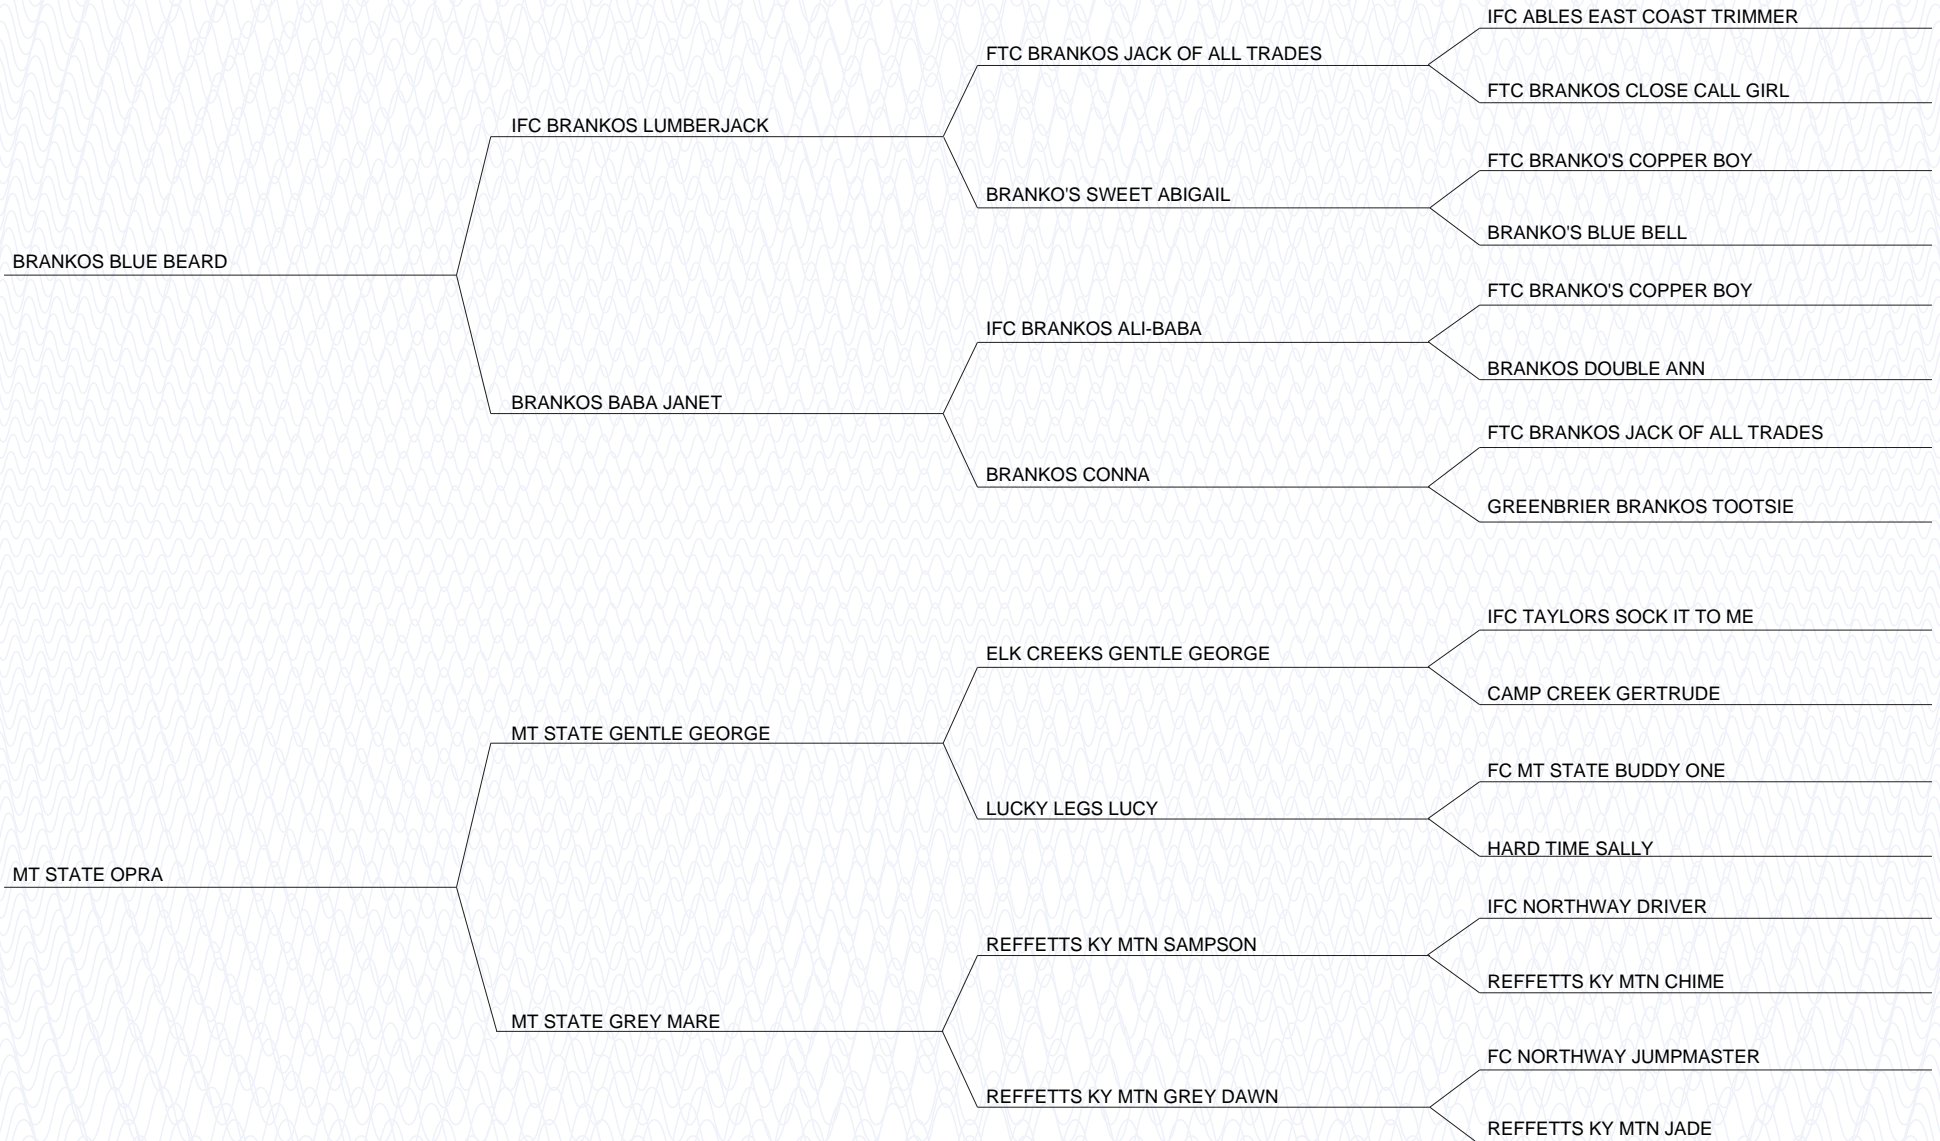 IFC ABLES EAST COAST TRIMMER
FTC BRANKOS JACK OF ALL TRADES
FTC BRANKOS CLOSE CALL GIRL
IFC BRANKOS LUMBERJACK
FTC BRANKO'S COPPER BOY
BRANKO'S SWEET ABIGAIL
BRANKO'S BLUE BELL
BRANKOS BLUE BEARD
FTC BRANKO'S COPPER BOY
IFC BRANKOS ALI-BABA
BRANKOS DOUBLE ANN
BRANKOS BABA JANET
FTC BRANKOS JACK OF ALL TRADES
BRANKOS CONNA
GREENBRIER BRANKOS TOOTSIE
IFC TAYLORS SOCK IT TO ME
ELK CREEKS GENTLE GEORGE
CAMP CREEK GERTRUDE
MT STATE GENTLE GEORGE
FC MT STATE BUDDY ONE
LUCKY LEGS LUCY
HARD TIME SALLY
MT STATE OPRA
IFC NORTHWAY DRIVER
REFFETTS KY MTN SAMPSON
REFFETTS KY MTN CHIME
MT STATE GREY MARE
FC NORTHWAY JUMPMASTER
REFFETTS KY MTN GREY DAWN
REFFETTS KY MTN JADE